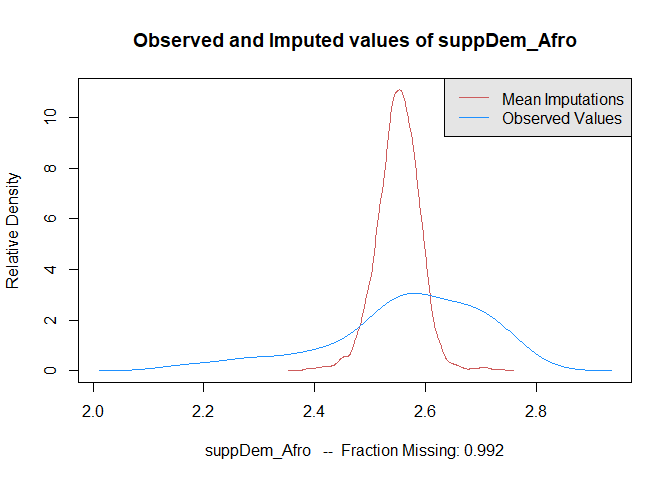 Observed and Imputed values of suppDem_Afro
Mean Imputations
Observed Values
Relative Density
10
8
6
4
2
0
2.0 2.2 2.4 2.6 2.8
suppDem_Afro -- Fraction Missing: 0.992